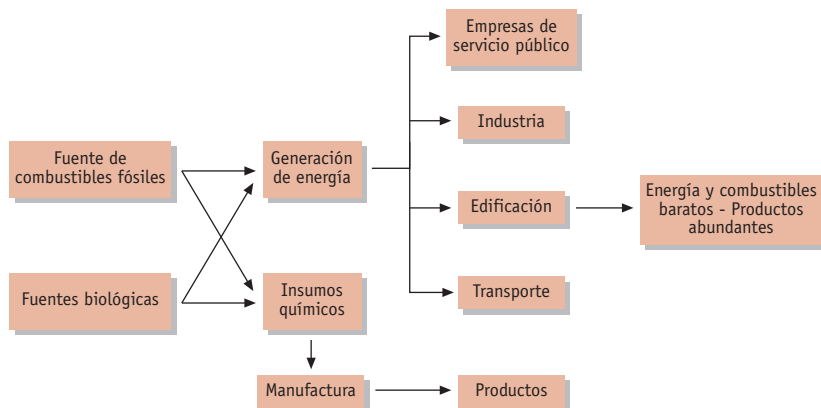 Empresas de
servicio público
Industria
Fuente de
combustibles fósiles
Generación
de energía
Edificación
Energía y combustibles
baratos - Productos
abundantes
Fuentes biológicas
Insumos
químicos
Transporte
Manufactura
Productos